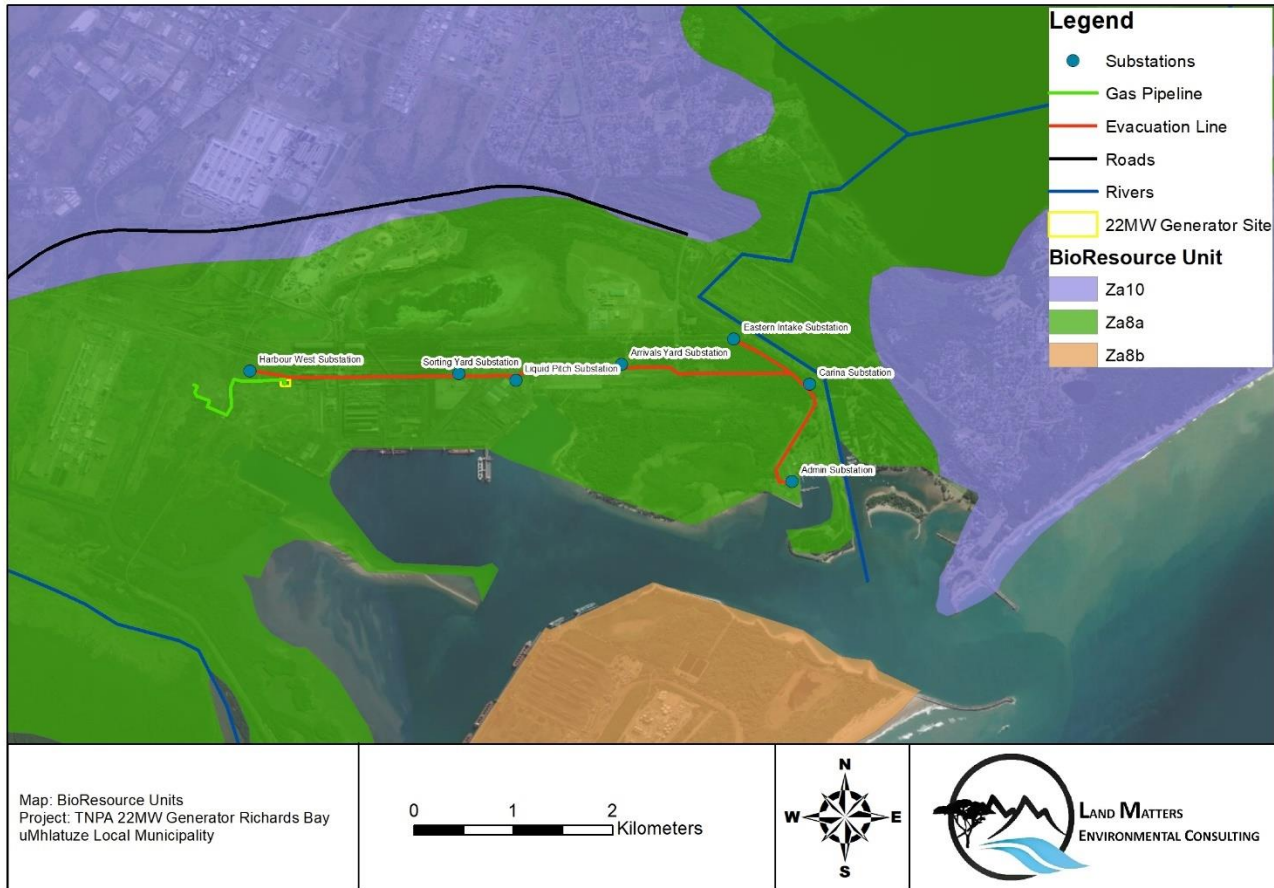 Legend
Substations
Gas Pipeline
Evacuation Line
Roads
Rivers
22MW Generator Site
BioResource Unit
Za10
Za8a
Za8b
Eastern Intake Substation
Arrivals Yard Substation
Harbour West Substation
Sorting Yard Substation
Liquid Pitch Substation
Carina Substation
Admin Substation
Map: BioResource Units
Project: TNPA 22MW Generator Richards Bay
uMhlatuze Local Municipality
0 1 2
Kilometers
N
W E
S
LAND MATTERS
ENVIRONMENTAL CONSULTING